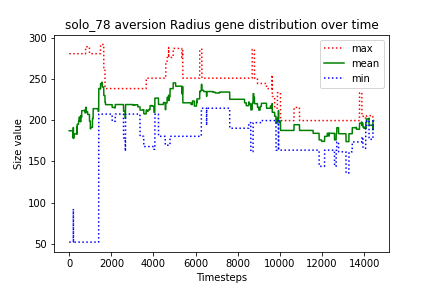 solo_78 aversion Radius gene distribution over time
300
250
200
150
100
50
Size value
max
mean
min
0
2000
4000
6000
8000
10000
12000
14000
Timesteps